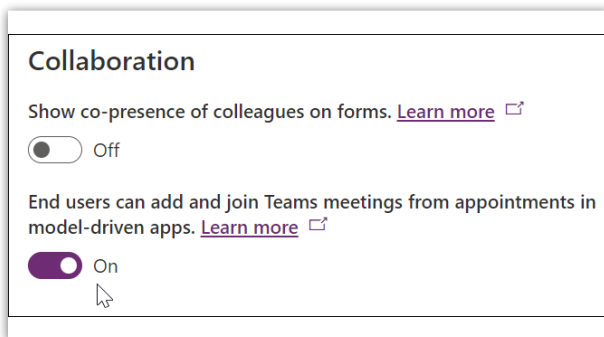 Collaboration
Show co-presence of colleagues on forms. Learn more
Off
End users can add and join Teams meetings from appointments in
model-driven apps. Learn more
On